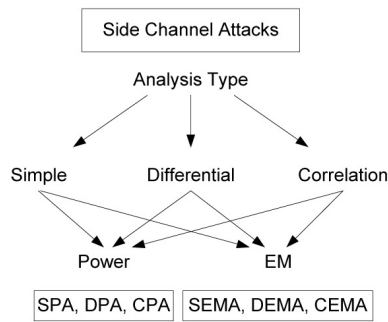 Side Channel Attacks
Analysis Type
Simple Differential Correlation
Power EM
SPA, DPA, CPA SEMA, DEMA, CEMA